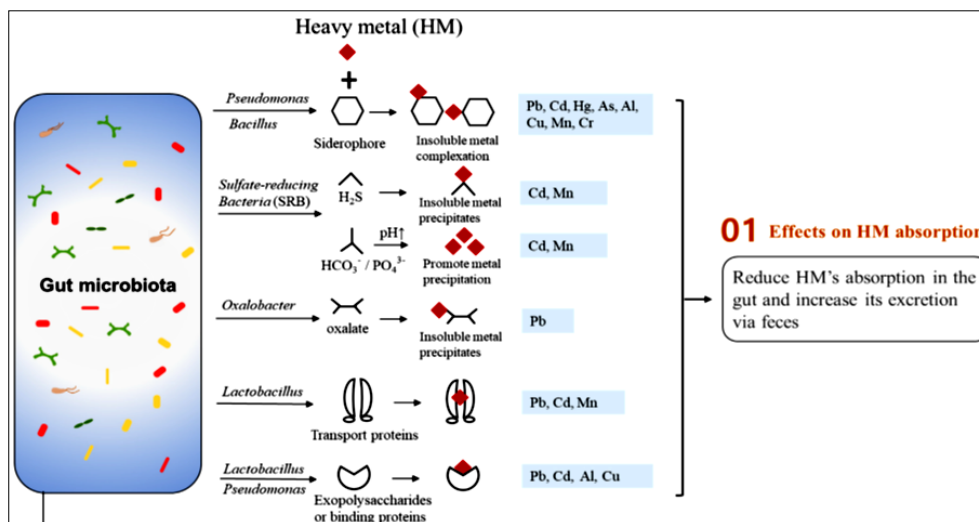 Heavy metal (HM)
Gut microbiota
Pseudomonas
Bacillus
Siderophore
Insoluble metal
complexation
Pb, Cd, Hg, As, Al,
Cu, Mn, Cr
Sulfate-reducing
Bacteria (SRB)
H₂S
Insoluble metal
precipitates
Cd, Mn
pH↑
HCO₃⁻ / PO₄³⁻
Promote metal
precipitation
Cd, Mn
Oxalobacter
oxalate
Insoluble metal
precipitates
Pb
Lactobacillus
Transport proteins
Pb, Cd, Mn
Lactobacillus
Pseudomonas
Exopolysaccharides
or binding proteins
Pb, Cd, Al, Cu
01 Effects on HM absorption
Reduce HM's absorption in the
gut and increase its excretion
via feces